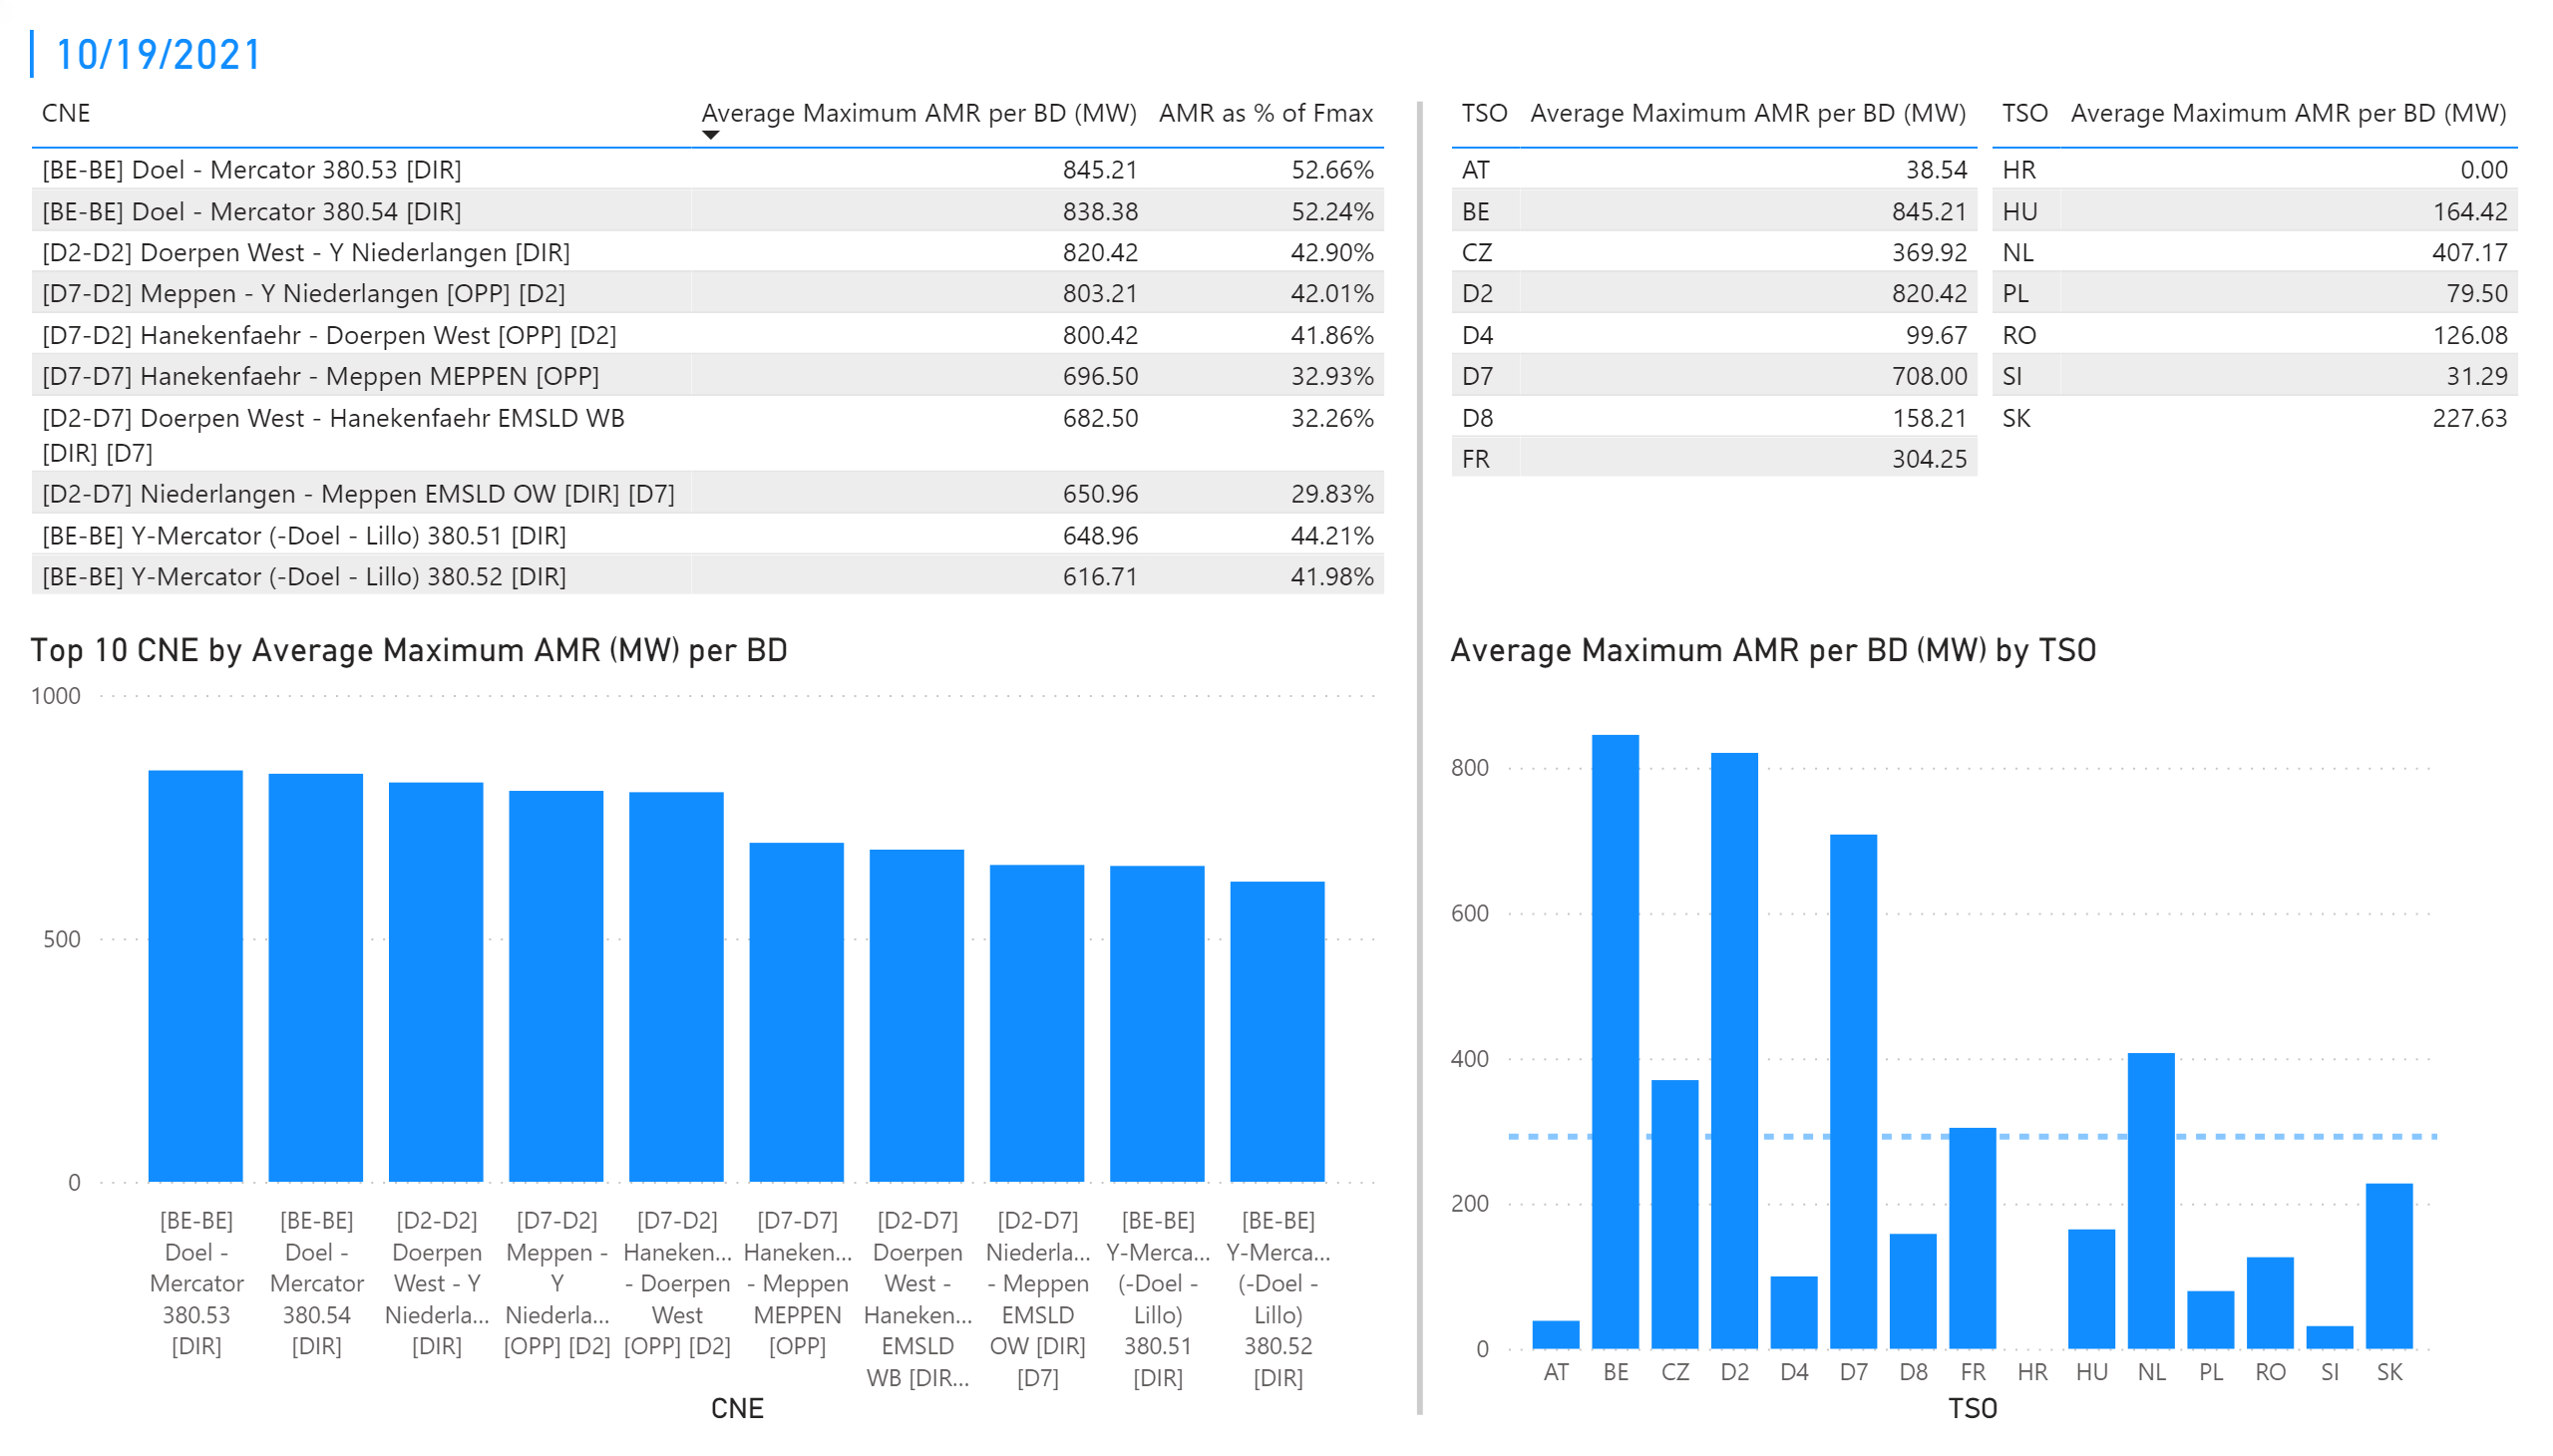 10/19/2021
CNE Average Maximum AMR per BD (MW) AMR as % of Fmax
[BE-BE] Doel - Mercator 380.53 [DIR] 845.21 52.66%
[BE-BE] Doel - Mercator 380.54 [DIR] 838.38 52.24%
[D2-D2] Doerpen West - Y Niederlangen [DIR] 820.42 42.90%
[D7-D2] Meppen - Y Niederlangen [OPP] [D2] 803.21 42.01%
[D7-D2] Hanekenfaehr - Doerpen West [OPP] [D2] 800.42 41.86%
[D7-D7] Hanekenfaehr - Meppen MEPPEN [OPP] 696.50 32.93%
[D2-D7] Doerpen West - Hanekenfaehr EMSLD WB 682.50 32.26%
[DIR] [D7]
[D2-D7] Niederlangen - Meppen EMSLD OW [DIR] [D7] 650.96 29.83%
[BE-BE] Y-Mercator (-Doel - Lillo) 380.51 [DIR] 648.96 44.21%
[BE-BE] Y-Mercator (-Doel - Lillo) 380.52 [DIR] 616.71 41.98%
TSO Average Maximum AMR per BD (MW)
AT 38.54
BE 845.21
CZ 369.92
D2 820.42
D4 99.67
D7 708.00
D8 158.21
FR 304.25
TSO Average Maximum AMR per BD (MW)
HR 0.00
HU 164.42
NL 407.17
PL 79.50
RO 126.08
SI 31.29
SK 227.63
Top 10 CNE by Average Maximum AMR (MW) per BD
1000
500
0
[BE-BE]
Doel -
Mercator
380.53
[DIR]
[BE-BE]
Doel -
Mercator
380.54
[DIR]
[D2-D2]
Doerpen
West - Y
Niederla...
[DIR]
[D7-D2]
Meppen -
Y
Niederla...
[OPP] [D2]
[D7-D2]
Haneken...
- Doerpen
West
[OPP] [D2]
[D7-D7]
Haneken...
- Meppen
MEPPEN
[OPP]
[D2-D7]
Doerpen
West -
Haneken...
EMSLD
WB [DIR...
[D2-D7]
Niederla...
- Meppen
EMSLD
OW [DIR]
[D7]
[BE-BE]
Y-Merca...
(-Doel -
Lillo)
380.51
[DIR]
[BE-BE]
Y-Merca...
(-Doel -
Lillo)
380.52
[DIR]
CNE
Average Maximum AMR per BD (MW) by TSO
800
600
400
200
0
AT BE CZ D2 D4 D7 D8 FR HR HU NL PL RO SI SK
TSO